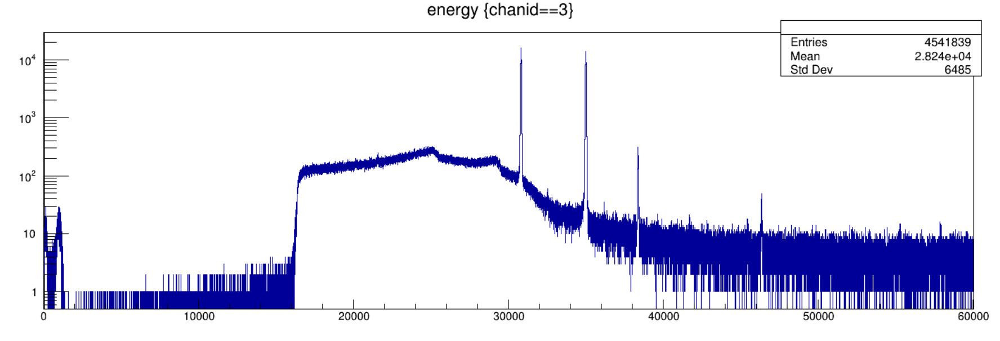 energy {chanid==3}
Entries 4541839
Mean 2.824e+04
Std Dev 6485
10^4
10^3
10^2
10
1
0 10000 20000 30000 40000 50000 60000